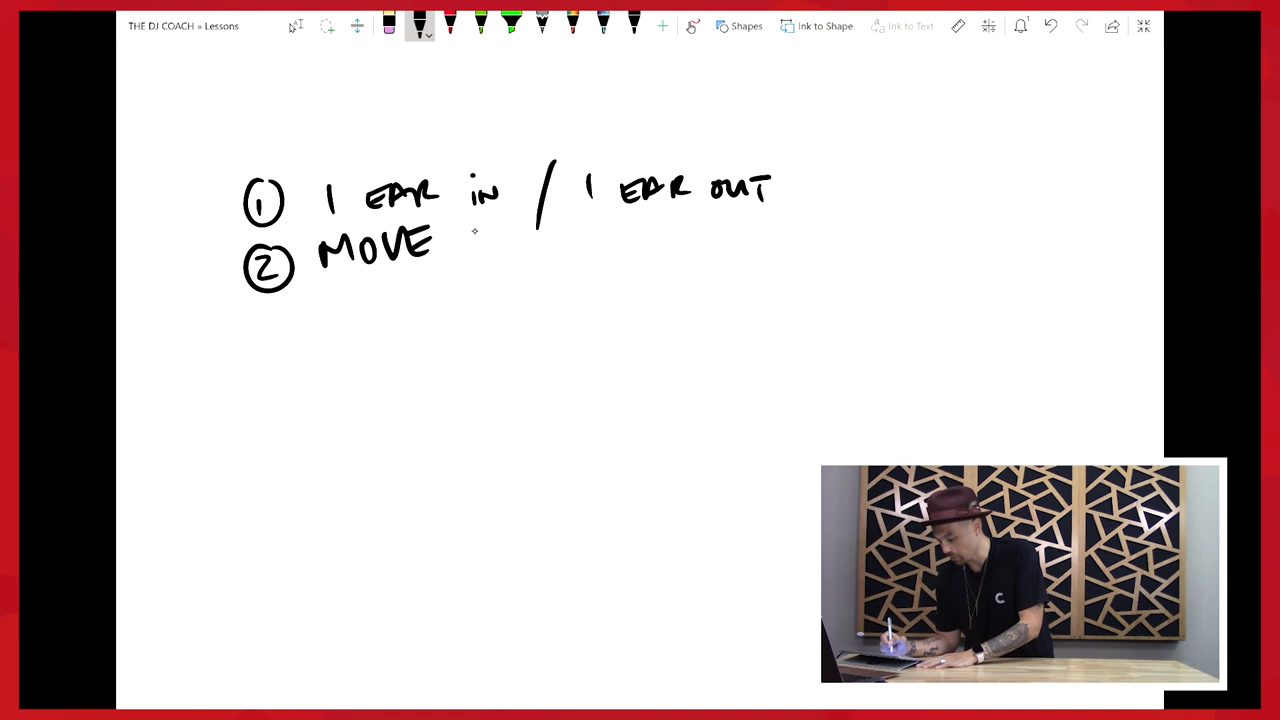 THE DJ COACH » Lessons
Shapes
Ink to Shape
Ink to Text
① 1 EAR iN / 1 EAR OUT
② MOVE
C